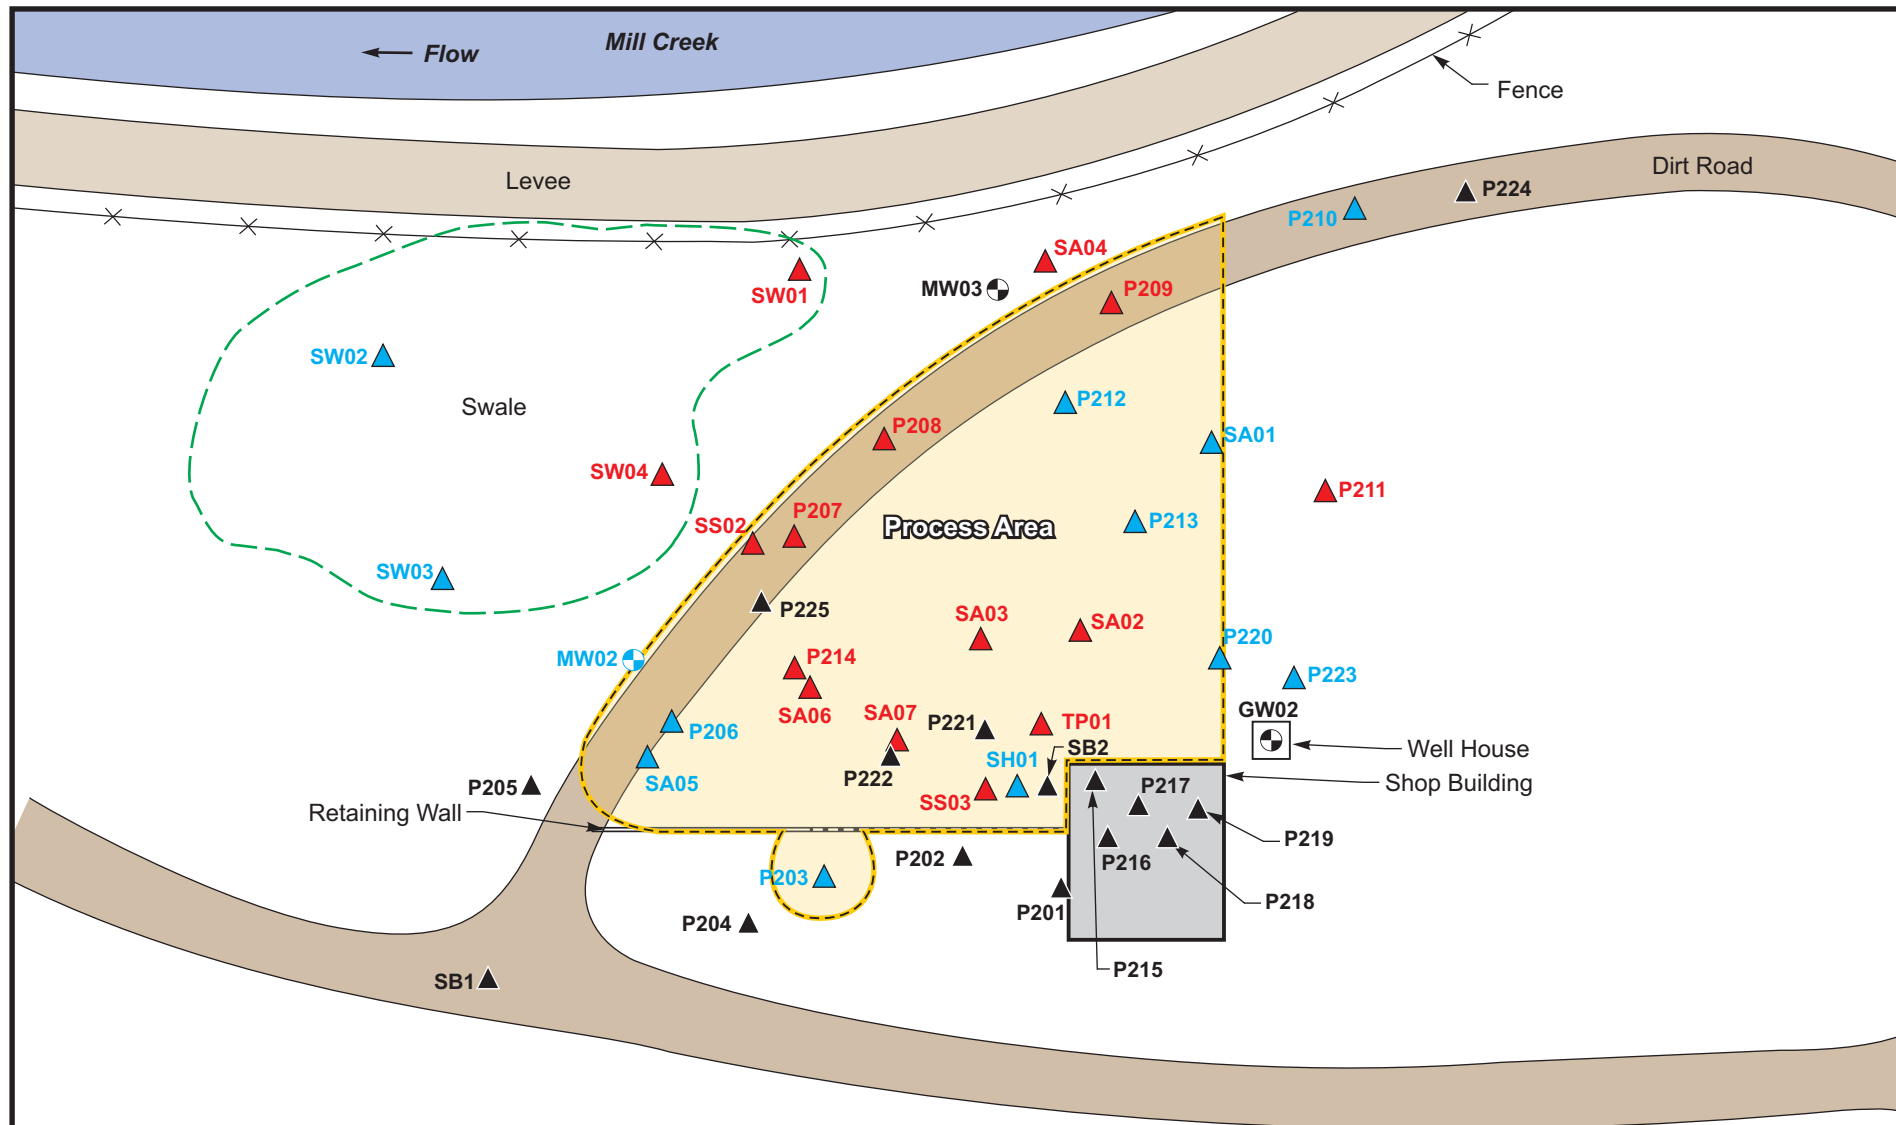 Mill Creek
Flow
Fence
Levee
Dirt Road
P224
P210
SA04
MW03
P209
SW01
SW02
P212
Swale
P208
SA01
SW04
P211
SS02
P207
Process Area
P213
SW03
P225
SA03
SA02
P220
MW02
P214
P223
SA06
SA07
P221
TP01
GW02
P206
SB2
Well House
P222
SH01
SA05
P205
SS03
P217
Shop Building
Retaining Wall
P219
P202
P216
P203
P218
P201
P204
P215
SB1